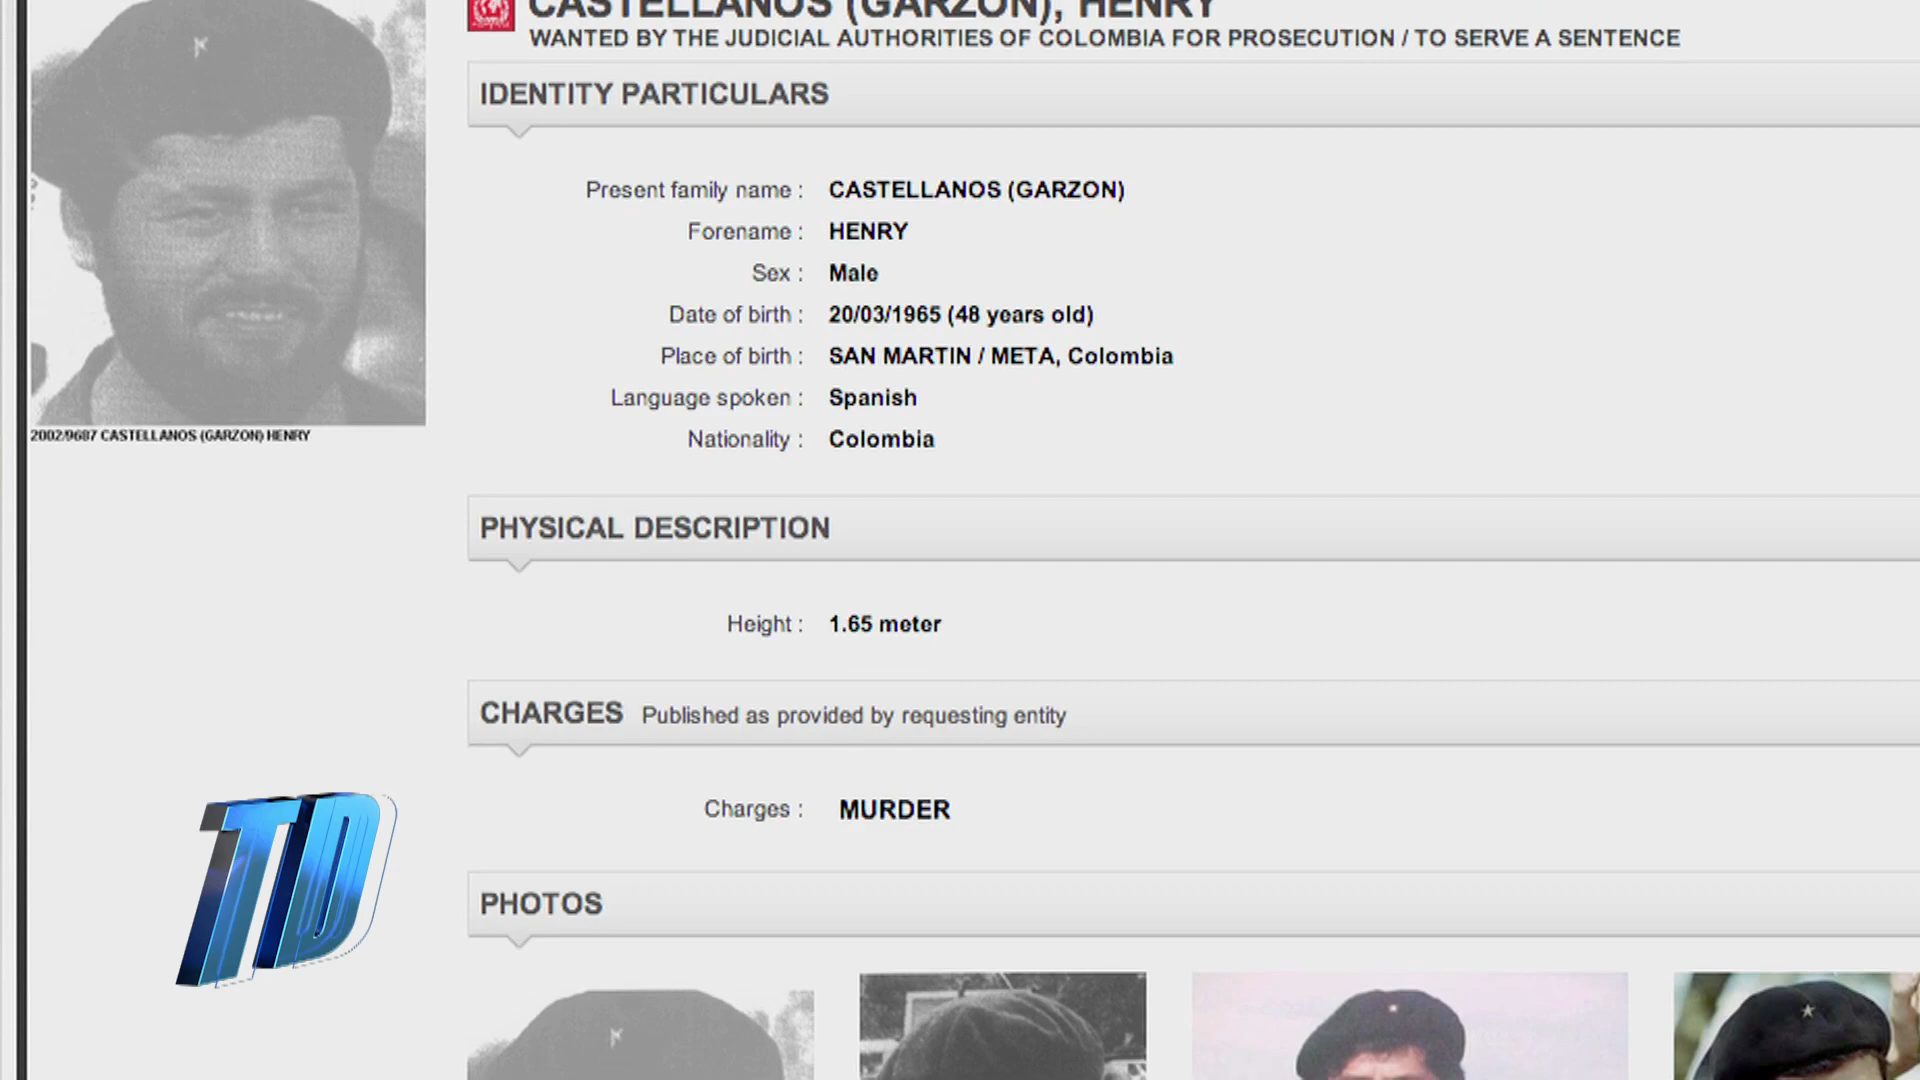 CASTELLANOS (GARZON), HENRY
WANTED BY THE JUDICIAL AUTHORITIES OF COLOMBIA FOR PROSECUTION / TO SERVE A SENTENCE
IDENTITY PARTICULARS
Present family name : CASTELLANOS (GARZON)
Forename : HENRY
Sex : Male
Date of birth : 20/03/1965 (48 years old)
Place of birth : SAN MARTIN / META, Colombia
Language spoken : Spanish
Nationality : Colombia
2002/9687 CASTELLANOS (GARZON) HENRY
PHYSICAL DESCRIPTION
Height : 1.65 meter
CHARGES Published as provided by requesting entity
Charges : MURDER
PHOTOS
TD